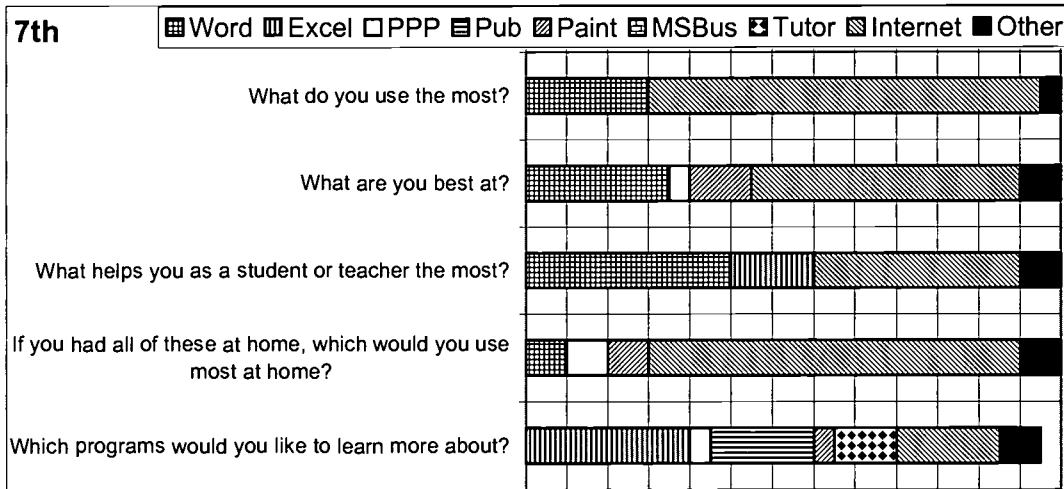 7th
Word Excel PPP Pub Paint MSBus Tutor Internet Other
What do you use the most?
What are you best at?
What helps you as a student or teacher the most?
If you had all of these at home, which would you use
most at home?
Which programs would you like to learn more about?